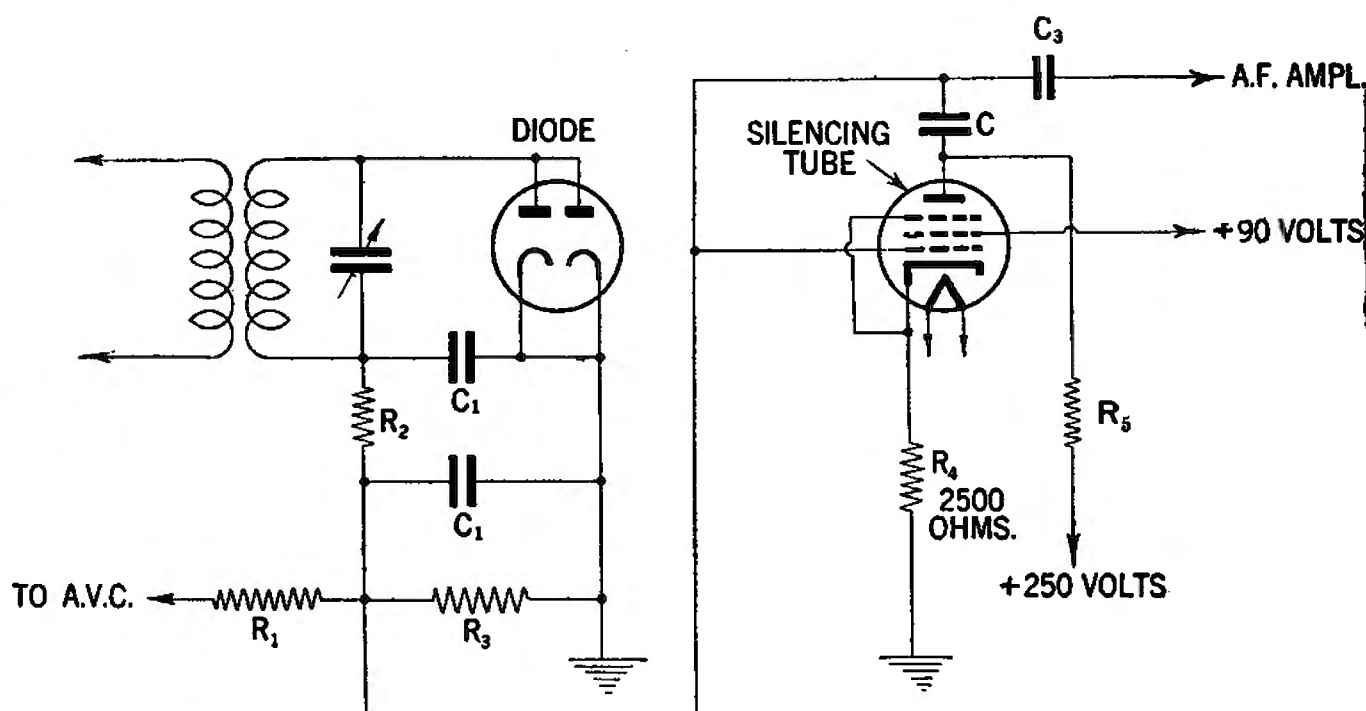 C₃
A.F. AMPL.
DIODE
C
SILENCING
TUBE
+90 VOLTS
C₁
R₂
R₅
C₁
R₄
2500
OHMS.
+250 VOLTS
TO A.V.C.
R₁
R₃